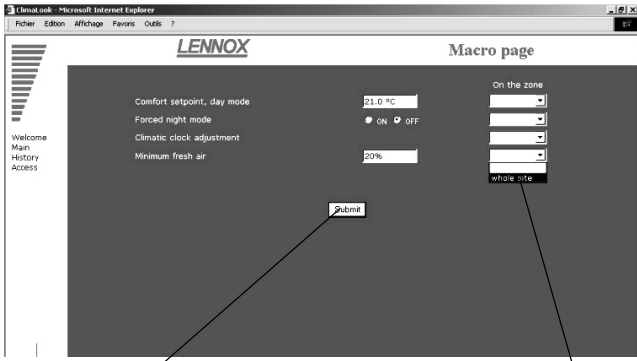 ClimaLook - Microsoft Internet Explorer
Fichier Edition Affichage Favoris Outils ?
LENNOX
Macro page
On the zone
Comfort setpoint, day mode 21.0 °C
Forced night mode ON OFF
Climatic clock adjustment
Minimum fresh air 20%
whole site
Welcome
Main
History
Access
Submit